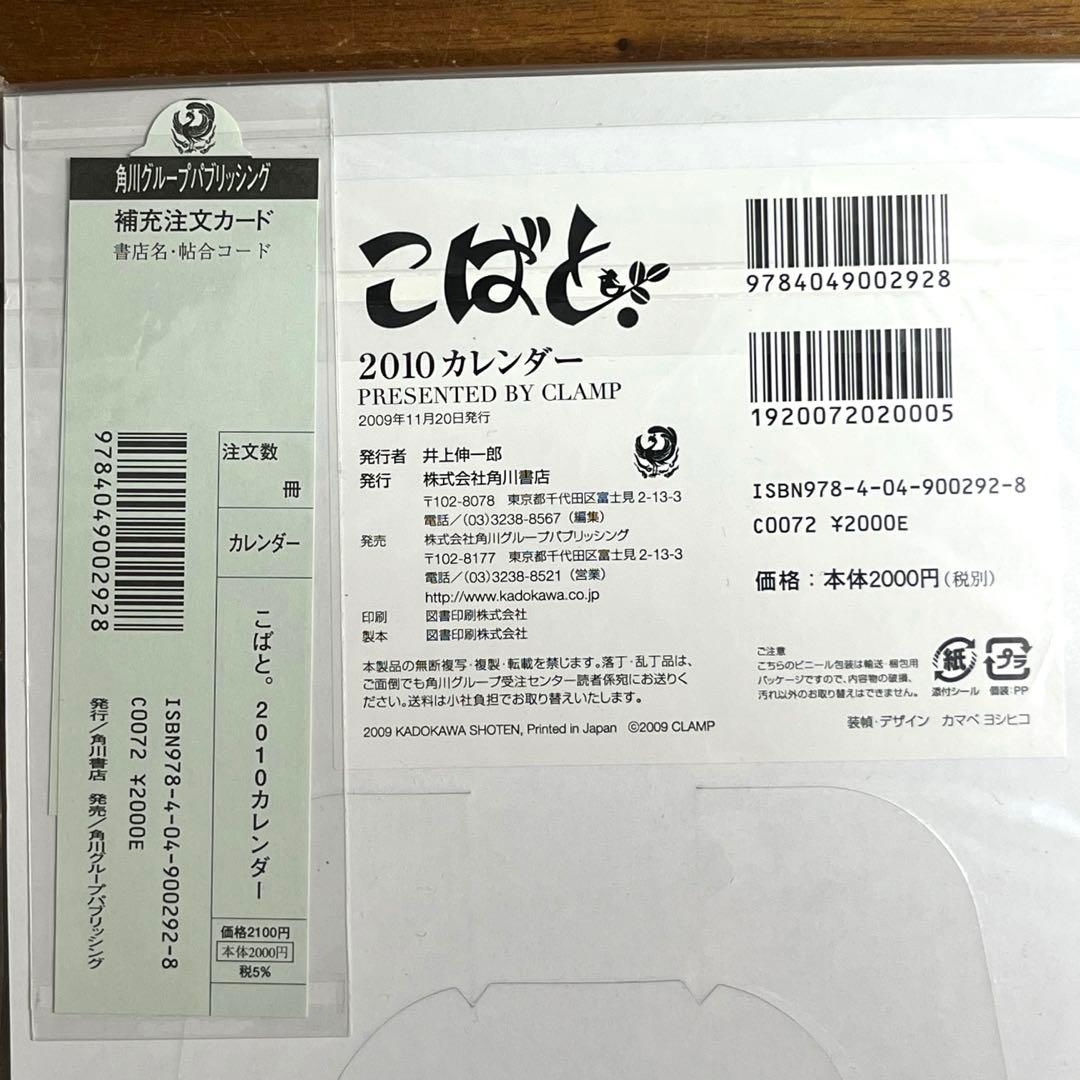 角川グループパブリッシング
補充注文カード
書店名・帖合コード
9784049002928
注文数
冊
カレンダー
こばと。2010カレンダー
ISBN978-4-04-900292-8
C0072 ¥2000E
発行/角川書店 発売/角川グループパブリッシング
価格2100円
本体2000円
税5%
こばと。
2010カレンダー
PRESENTED BY CLAMP
2009年11月20日発行
発行者 井上伸一郎
発行 株式会社角川書店
〒102-8078 東京都千代田区富士見2-13-3
電話/(03)3238-8567(編集)
発売 株式会社角川グループパブリッシング
〒102-8177 東京都千代田区富士見2-13-3
電話/(03)3238-8521(営業)
http://www.kadokawa.co.jp
印刷 図書印刷株式会社
製本 図書印刷株式会社
本製品の無断複写・複製・転載を禁じます。落丁・乱丁品は、
ご面倒でも角川グループ受注センター読者係宛にお送りく
ださい。送料は小社負担でお取り替えいたします。
2009 KADOKAWA SHOTEN, Printed in Japan ©2009 CLAMP
9784049002928
1920072020005
ISBN978-4-04-900292-8
C0072 ¥2000E
価格:本体2000円(税別)
ご注意
こちらのビニール包装は輸送・梱包用
パッケージですので、内容物の破損、
汚れ以外のお取り替えはできません。
紙
添付シール
プラ
個装:PP
装幀・デザイン カマベ ヨシヒコ